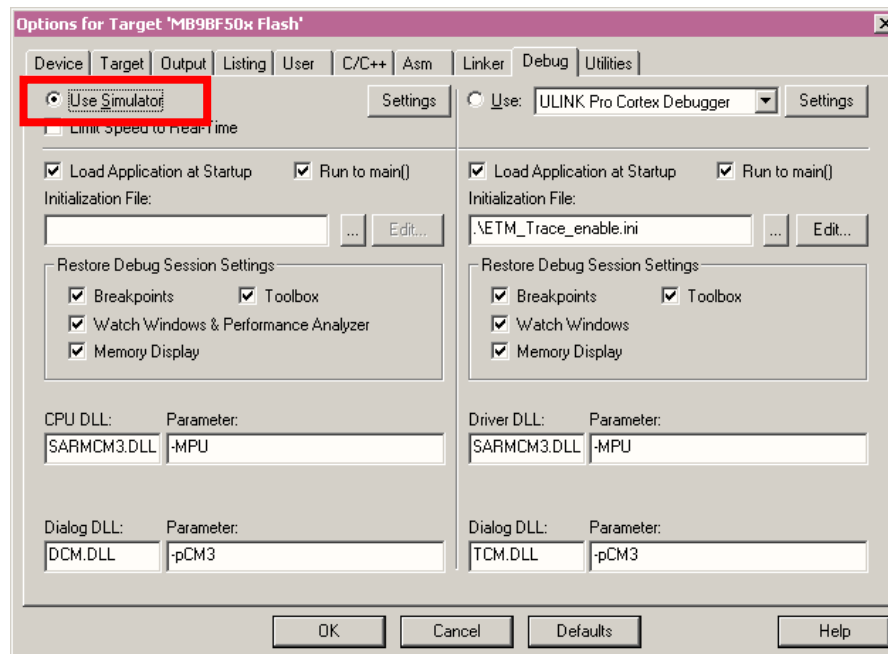 Options for Target 'MB9BF50x Flash'
Device Target Output Listing User C/C++ Asm Linker Debug Utilities
Use Simulator Settings Use: ULINK Pro Cortex Debugger Settings
Limit Speed to Real-Time
Load Application at Startup Run to main() Load Application at Startup Run to main()
Initialization File: Initialization File:
... Edit... .\ETM_Trace_enable.ini ... Edit...
Restore Debug Session Settings Restore Debug Session Settings
Breakpoints Toolbox Breakpoints Toolbox
Watch Windows & Performance Analyzer Watch Windows
Memory Display Memory Display
CPU DLL: Parameter: Driver DLL: Parameter:
SARMCM3.DLL -MPU SARMCM3.DLL -MPU
Dialog DLL: Parameter: Dialog DLL: Parameter:
DCM.DLL -pCM3 TCM.DLL -pCM3
OK Cancel Defaults Help